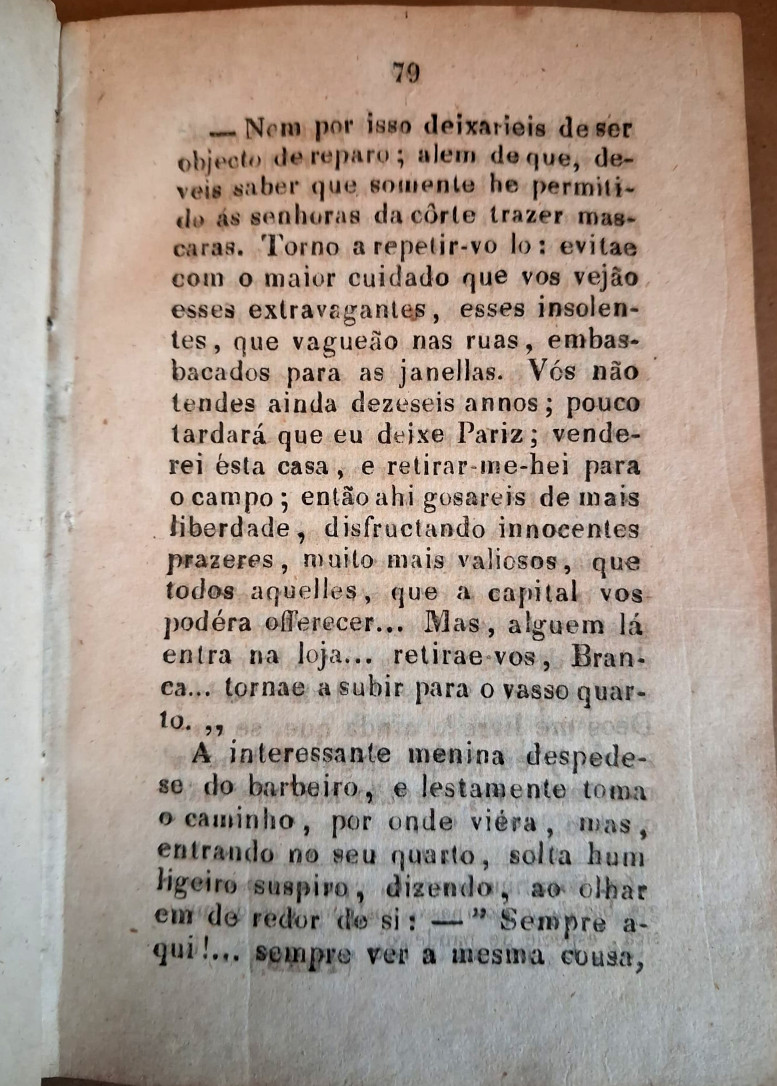 79
— Nem por isso deixarieis de ser
objecto de reparo; alem de que, de-
veis saber que somente he permiti-
do ás senhoras da côrte trazer mas-
caras. Torno a repetir-vo lo: evitae
com o maior cuidado que vos vejão
esses extravagantes, esses insolen-
tes, que vagueão nas ruas, embas-
bacados para as janellas. Vós não
tendes ainda dezeseis annos; pouco
tardará que eu deixe Pariz; vende-
rei ésta casa, e retirar-me-hei para
o campo; então ahi gosareis de mais
liberdade, disfructando innocentes
prazeres, muito mais valiosos, que
todos aquelles, que a capital vos
podéra offerecer... Mas, alguem lá
entra na loja... retirae-vos, Bran-
ca... tornae a subir para o vasso quar-
to. ,,
A interessante menina despede-
se do barbeiro, e lestamente toma
o caminho, por onde viéra, mas,
entrando no seu quarto, solta hum
ligeiro suspiro, dizendo, ao olhar
em de redor de si: — ” Sempre a-
qui!... sempre ver a mesma cousa,